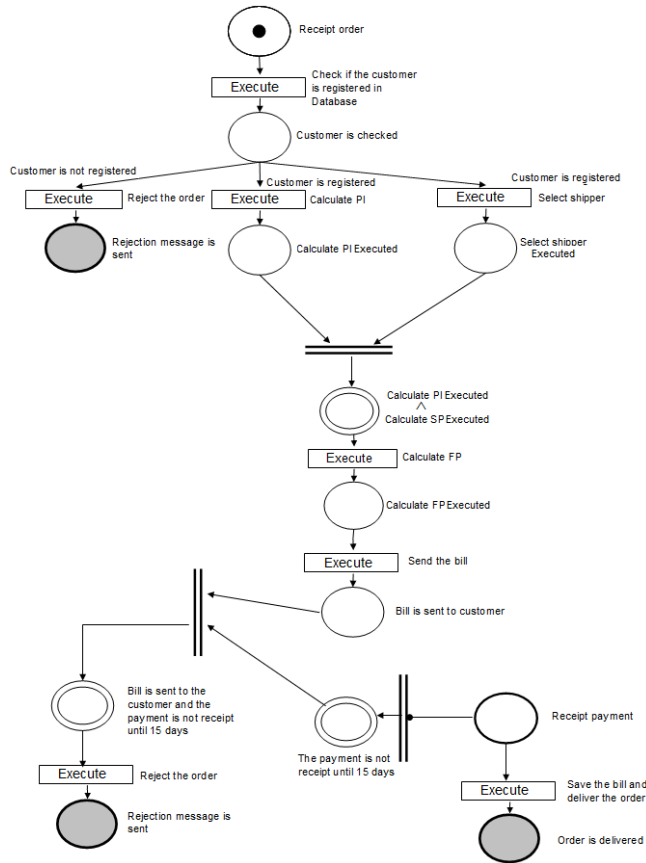 Receipt order
Execute
Check if the customer
is registered in
Database
Customer is checked
Customer is not registered
Customer is registered
Customer is registered
Execute
Reject the order
Execute
Calculate PI
Execute
Select shipper
Rejection message is
sent
Calculate PI Executed
Select shipper
Executed
Calculate PI Executed
^
Calculate SP Executed
Execute
Calculate FP
Calculate FP Executed
Execute
Send the bill
Bill is sent to customer
Bill is sent to the
customer and the
payment is not receipt
until 15 days
The payment is not
receipt until 15 days
Receipt payment
Execute
Reject the order
Execute
Save the bill and
deliver the order
Rejection message is
sent
Order is delivered